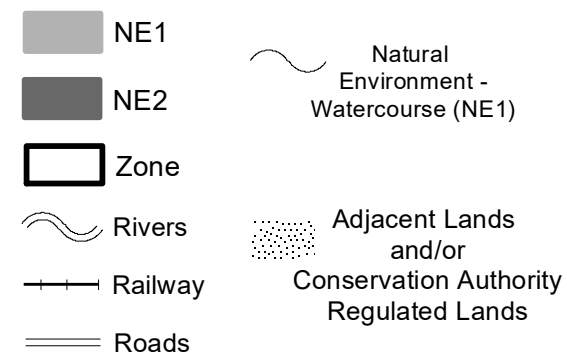 NE1
NE2
Zone
Rivers
Railway
Roads
Natural
Environment -
Watercourse (NE1)
Adjacent Lands
and/or
Conservation Authority
Regulated Lands